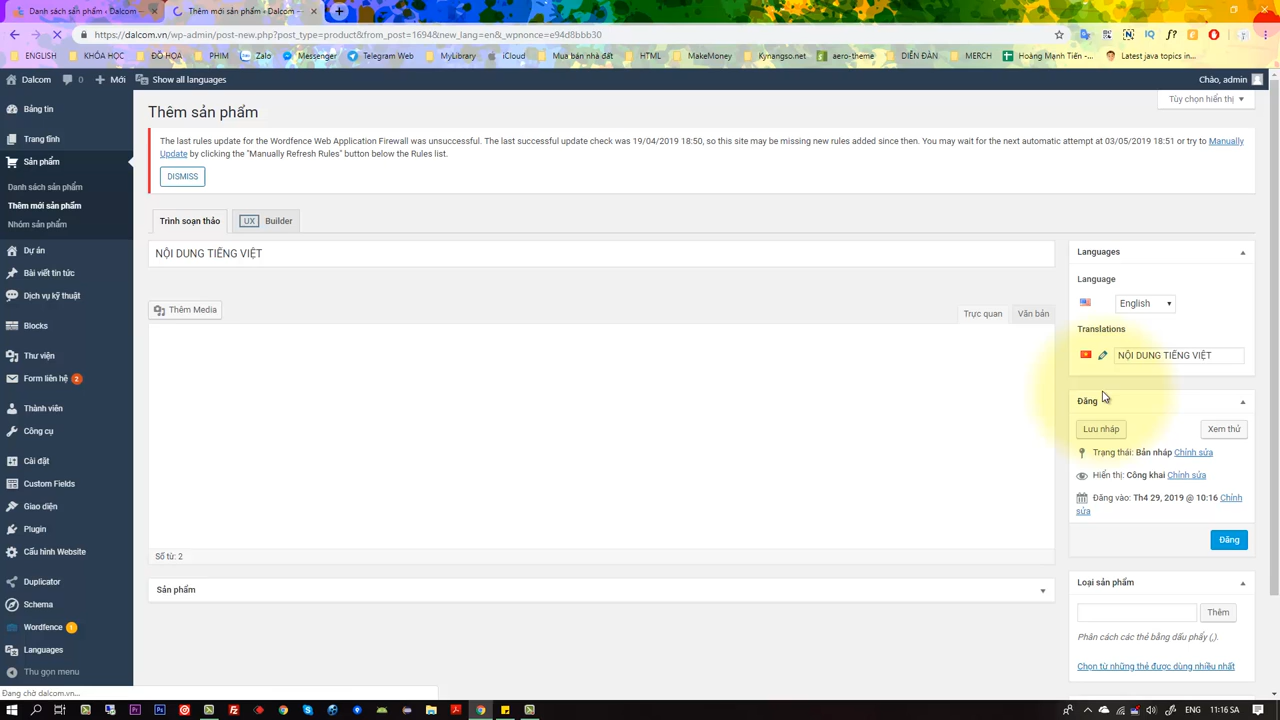 Danh sách sản phẩm ‹ Dalcom -
Thêm mới sản phẩm ‹ Dalcom -
https://dalcom.vn/wp-admin/post-new.php?post_type=product&from_post=1694&new_lang=en&_wpnonce=e94d8bbb30
ENGLISH
KHÓA HỌC
ĐỒ HỌA
PHIM
Zalo
Messenger
Telegram Web
MyLibrary
iCloud
Mua bán nhà đất
HTML
MakeMoney
Kynangso.net
aero-theme
DIỄN ĐÀN
MERCH
Hoàng Mạnh Tiến -...
Latest java topics in...
Dalcom
0
Mới
Show all languages
Chào, admin
Bảng tin
Trang tĩnh
Sản phẩm
Danh sách sản phẩm
Thêm mới sản phẩm
Nhóm sản phẩm
Dự án
Bài viết tin tức
Dịch vụ kỹ thuật
Blocks
Thư viện
Form liên hệ 2
Thành viên
Công cụ
Cài đặt
Custom Fields
Giao diện
Plugin
Cấu hình Website
Duplicator
Schema
Wordfence 1
Languages
Thu gọn menu
Đang chờ dalcom.vn...
Tùy chọn hiển thị
Thêm sản phẩm
The last rules update for the Wordfence Web Application Firewall was unsuccessful. The last successful update check was 19/04/2019 18:50, so this site may be missing new rules added since then. You may wait for the next automatic attempt at 03/05/2019 18:51 or try to Manually
Update by clicking the "Manually Refresh Rules" button below the Rules list.
DISMISS
Trình soạn thảo
UX Builder
NỘI DUNG TIẾNG VIỆT
Thêm Media
Trực quan
Văn bản
Số từ: 2
Sản phẩm
Languages
Language
English
Translations
NỘI DUNG TIẾNG VIỆT
Đăng
Lưu nháp
Xem thử
Trạng thái: Bản nháp Chỉnh sửa
Hiển thị: Công khai Chỉnh sửa
Đăng vào: Th4 29, 2019 @ 10:16 Chỉnh
sửa
Đăng
Loại sản phẩm
Thêm
Phân cách các thẻ bằng dấu phẩy (,).
Chọn từ những thẻ được dùng nhiều nhất
11:16 SA